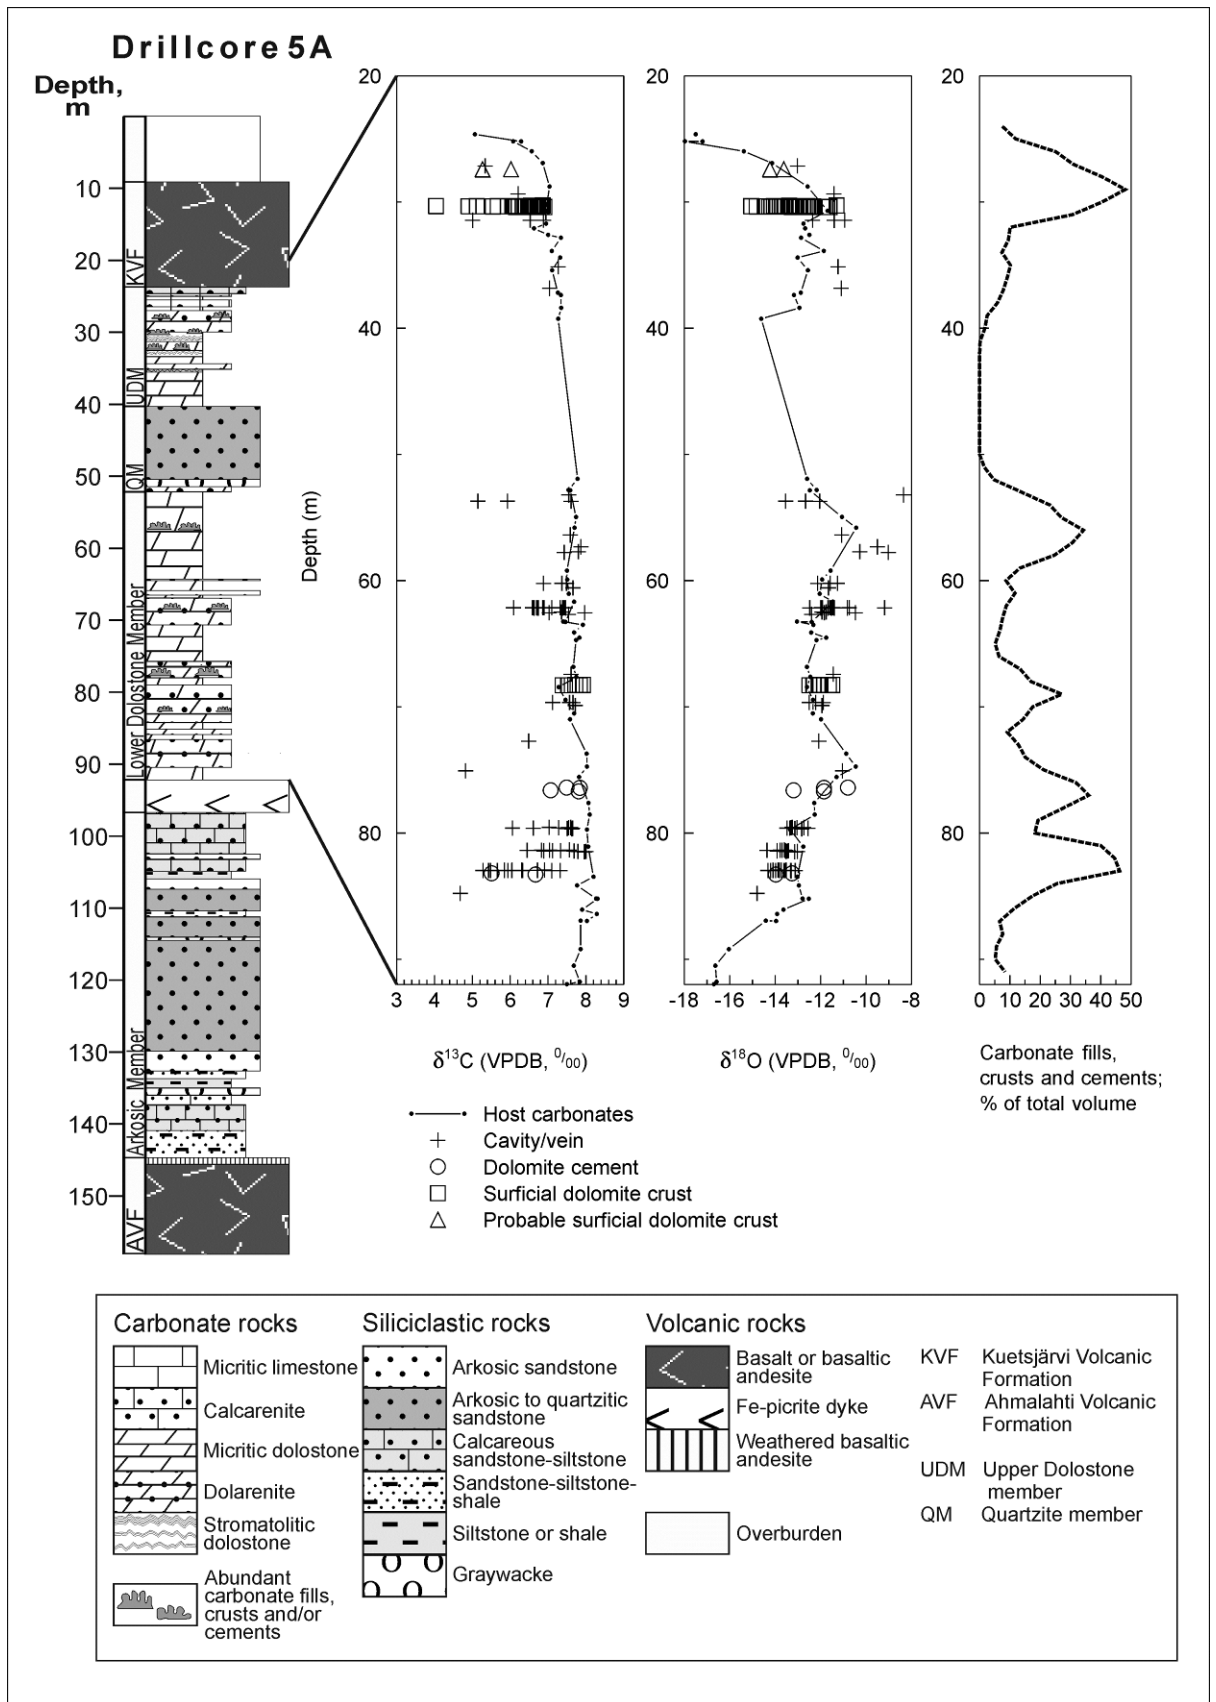 Drillcore 5A
Depth,
m
10
20
30
40
50
60
70
80
90
100
110
120
130
140
150
KVF
UDM
QM
Lower Dolostone Member
Arkosic Member
AVF
Depth (m)
20
40
60
80
3 4 5 6 7 8 9
δ13C (VPDB, 0/00)
20
40
60
80
-18 -16 -14 -12 -10 -8
δ18O (VPDB, 0/00)
20
40
60
80
0 10 20 30 40 50
Carbonate fills,
crusts and cements;
% of total volume
Host carbonates
Cavity/vein
Dolomite cement
Surficial dolomite crust
Probable surficial dolomite crust
Carbonate rocks
Micritic limestone
Calcarenite
Micritic dolostone
Dolarenite
Stromatolitic
dolostone
Abundant
carbonate fills,
crusts and/or
cements
Siliciclastic rocks
Arkosic sandstone
Arkosic to quartzitic
sandstone
Calcareous
sandstone-siltstone
Sandstone-siltstone-
shale
Siltstone or shale
Graywacke
Volcanic rocks
Basalt or basaltic
andesite
Fe-picrite dyke
Weathered basaltic
andesite
Overburden
KVF Kuetsjärvi Volcanic
Formation
AVF Ahmalahti Volcanic
Formation
UDM Upper Dolostone
member
QM Quartzite member